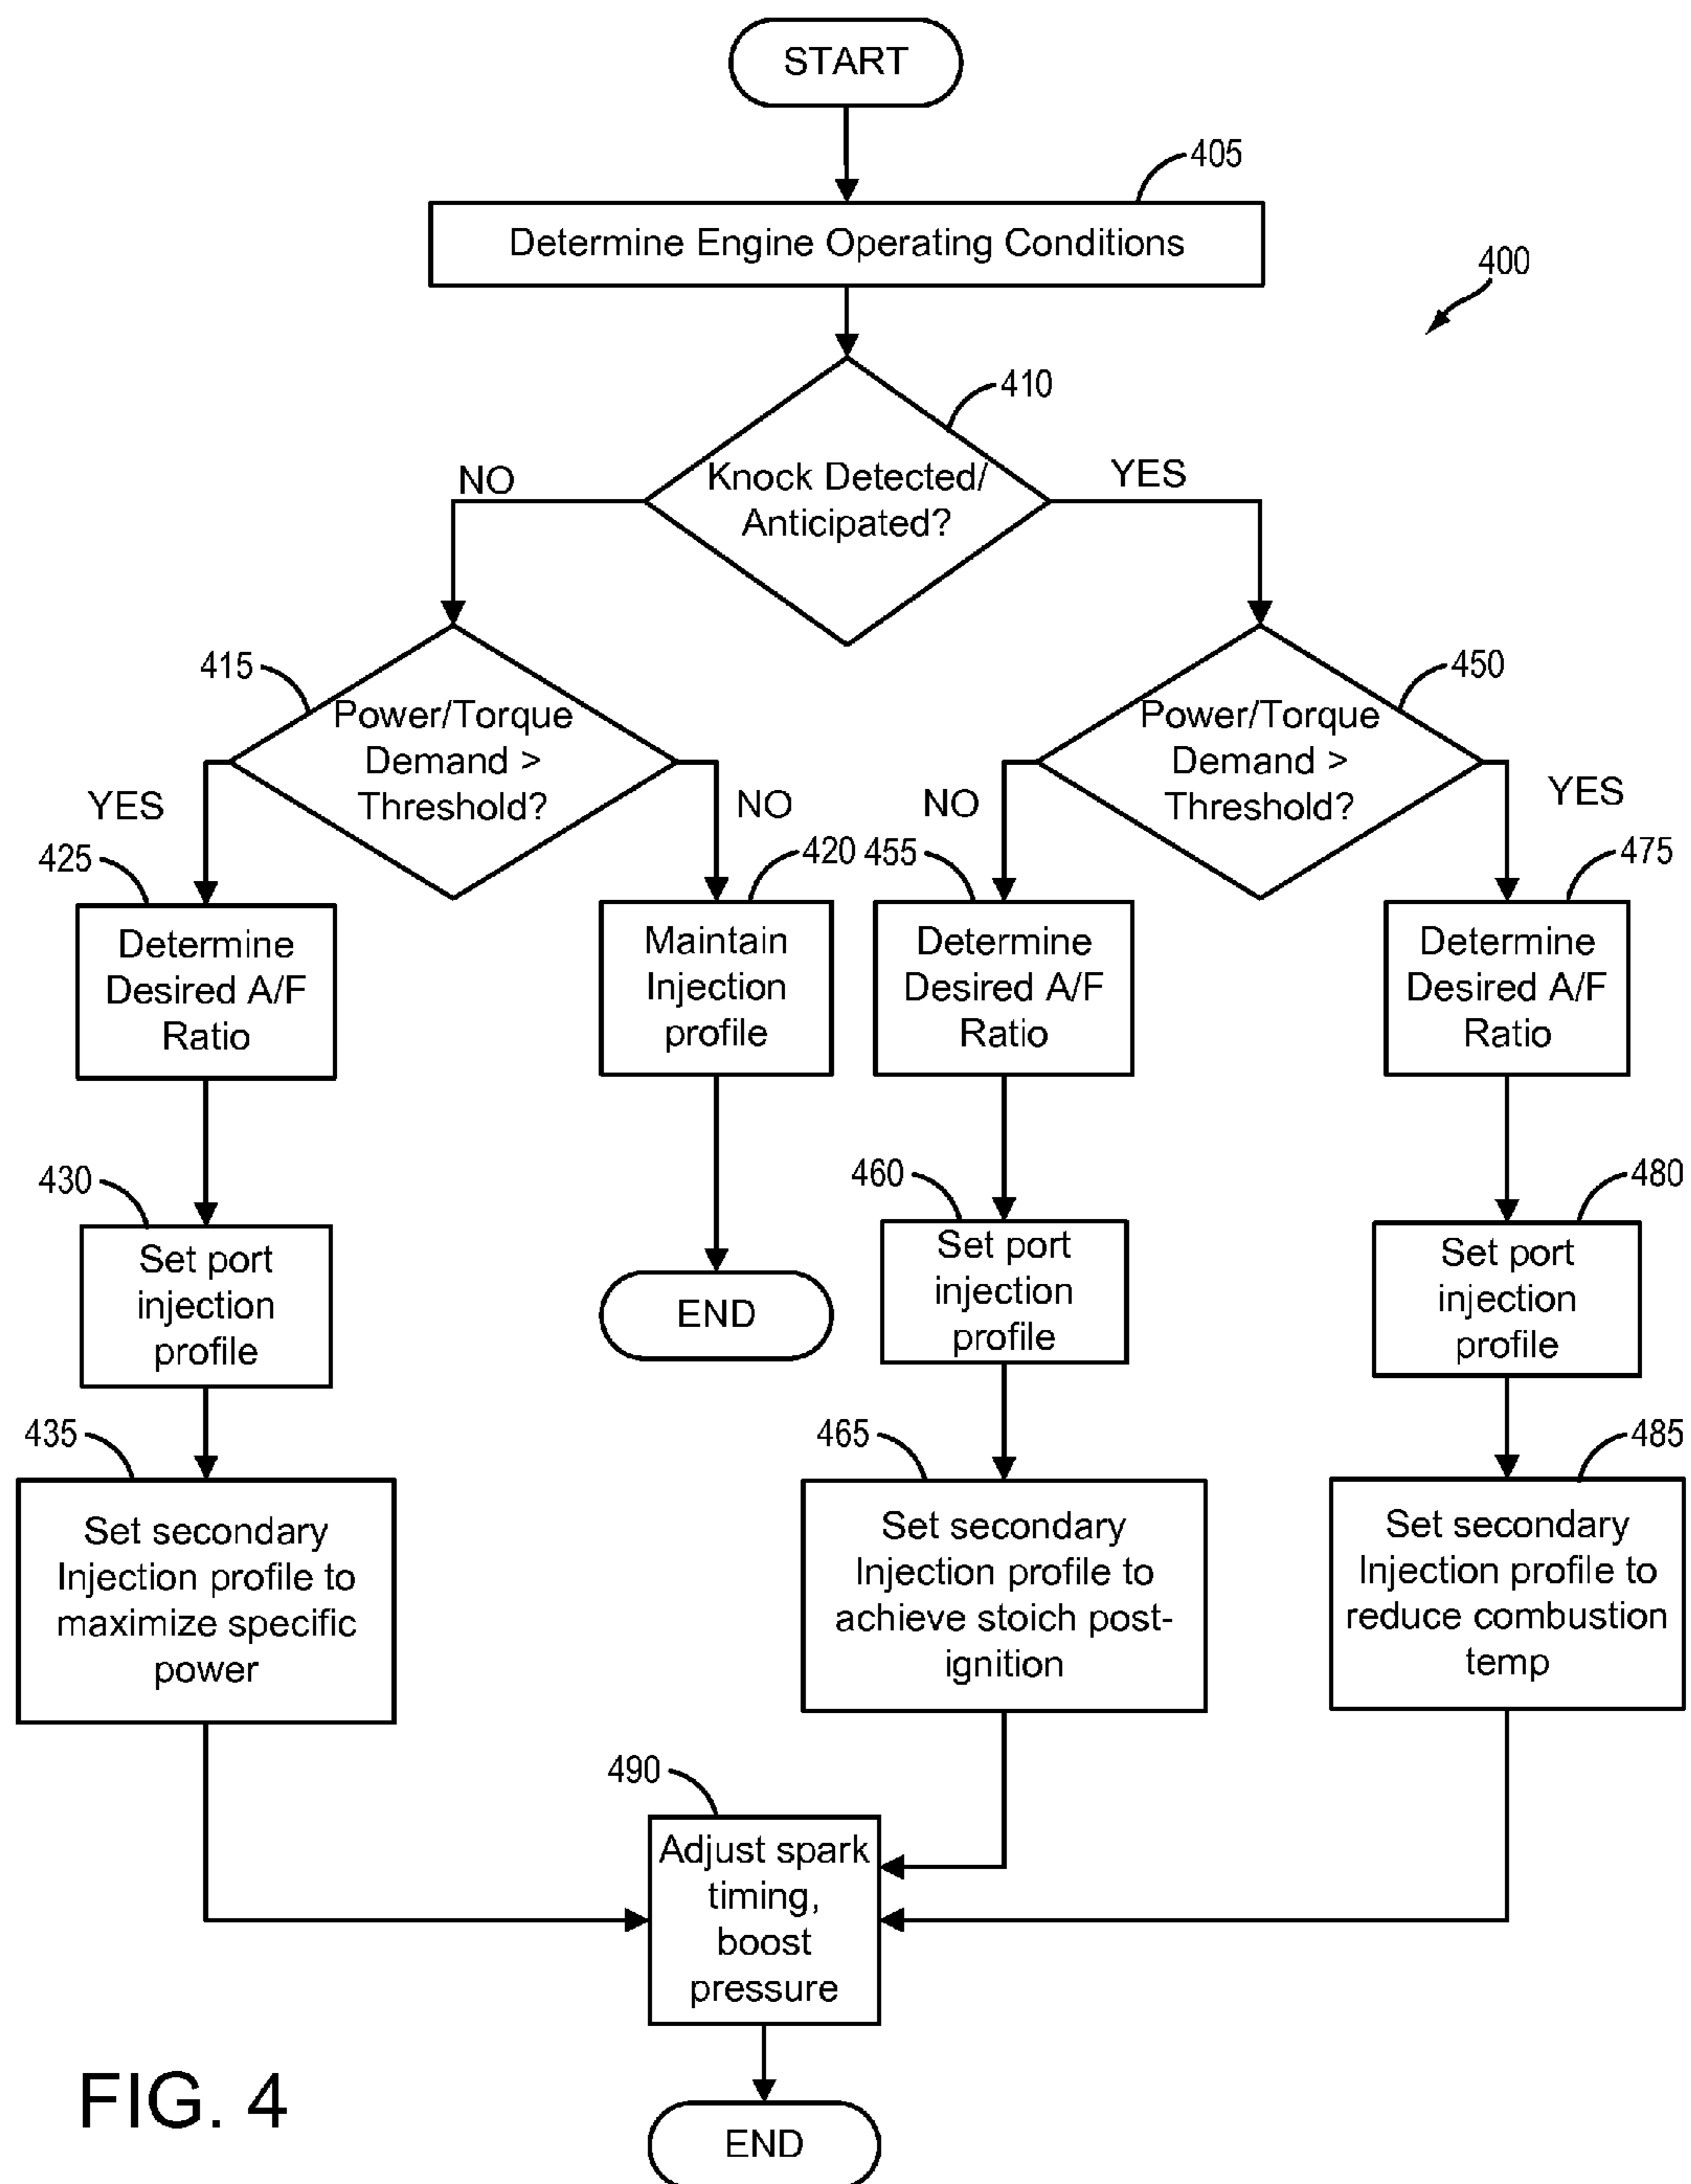 START
405
Determine Engine Operating Conditions
400
410
Knock Detected/
Anticipated?
NO
YES
415
Power/Torque
Demand >
Threshold?
YES
NO
450
Power/Torque
Demand >
Threshold?
NO
YES
425
Determine
Desired A/F
Ratio
420
Maintain
Injection
profile
455
Determine
Desired A/F
Ratio
475
Determine
Desired A/F
Ratio
430
Set port
injection
profile
END
460
Set port
injection
profile
480
Set port
injection
profile
435
Set secondary
Injection profile to
maximize specific
power
465
Set secondary
Injection profile to
achieve stoich post-
ignition
485
Set secondary
Injection profile to
reduce combustion
temp
490
Adjust spark
timing,
boost
pressure
END
FIG. 4